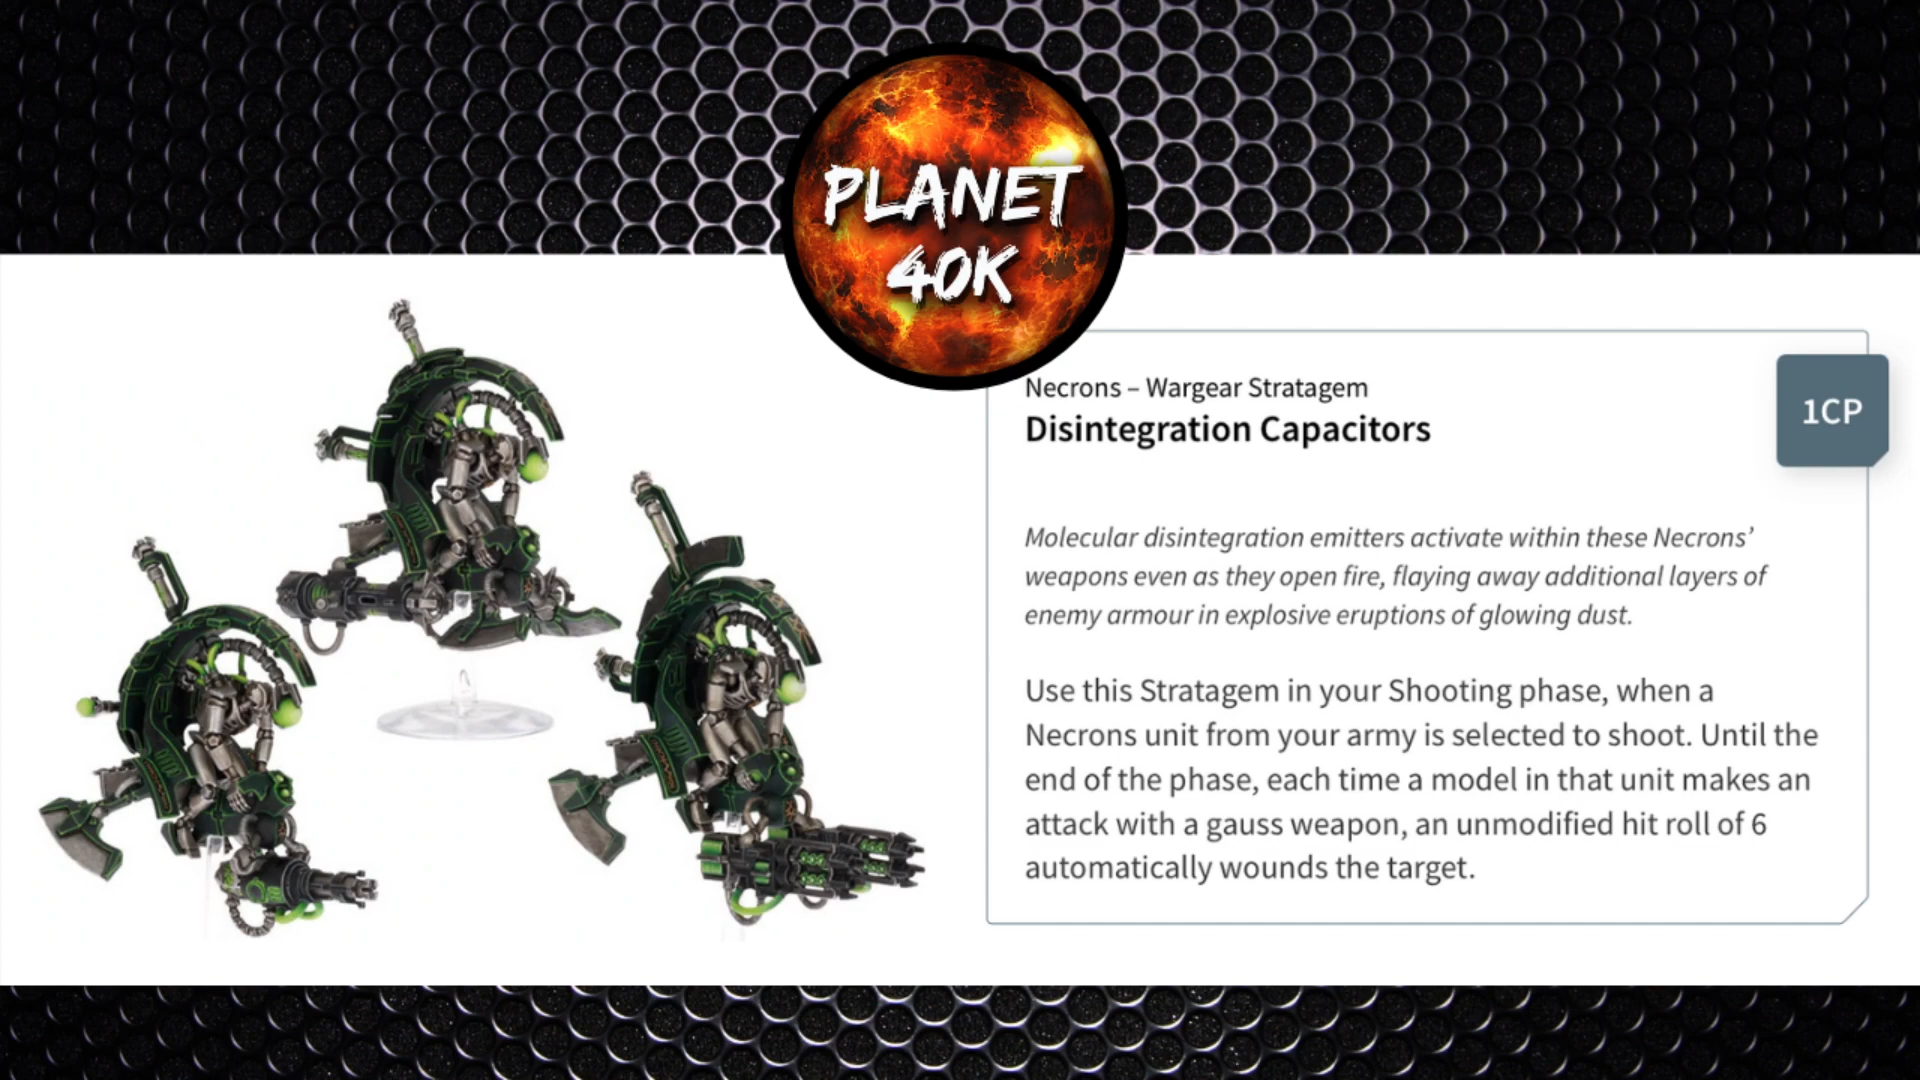 PLANET
40K
Necrons – Wargear Stratagem
Disintegration Capacitors
1CP
Molecular disintegration emitters activate within these Necrons’
weapons even as they open fire, flaying away additional layers of
enemy armour in explosive eruptions of glowing dust.
Use this Stratagem in your Shooting phase, when a
Necrons unit from your army is selected to shoot. Until the
end of the phase, each time a model in that unit makes an
attack with a gauss weapon, an unmodified hit roll of 6
automatically wounds the target.